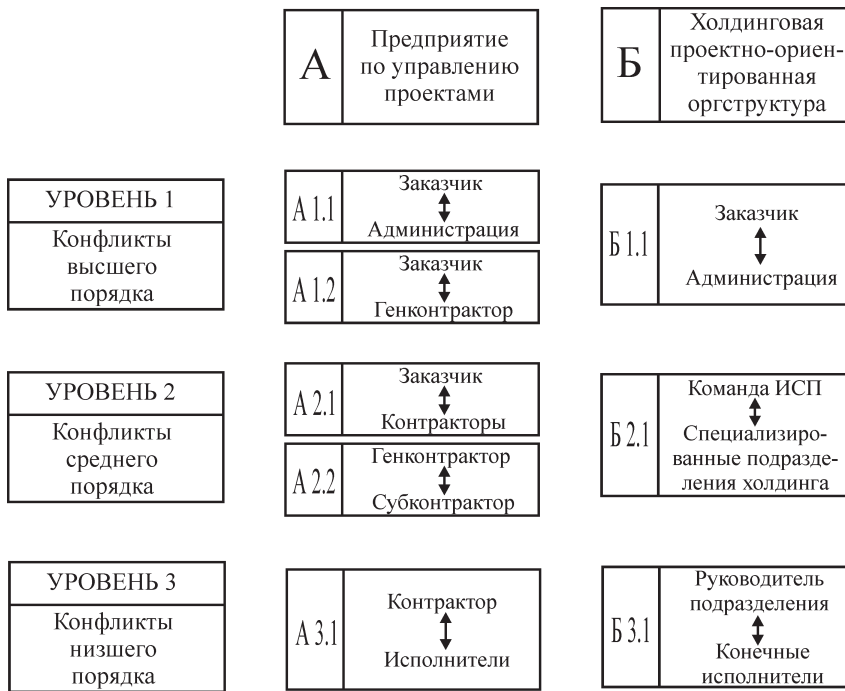 А
Предприятие
по управлению
проектами
Б
Холдинговая
проектно-ориен-
тированная
оргструктура
УРОВЕНЬ 1
Конфликты
высшего
порядка
А 1.1
Заказчик
Администрация
А 1.2
Заказчик
Генконтрактор
Б 1.1
Заказчик
Администрация
УРОВЕНЬ 2
Конфликты
среднего
порядка
А 2.1
Заказчик
Контракторы
А 2.2
Генконтрактор
Субконтрактор
Б 2.1
Команда ИСП
Специализиро-
ванные подразде-
ления холдинга
УРОВЕНЬ 3
Конфликты
низшего
порядка
А 3.1
Контрактор
Исполнители
Б 3.1
Руководитель
подразделения
Конечные
исполнители